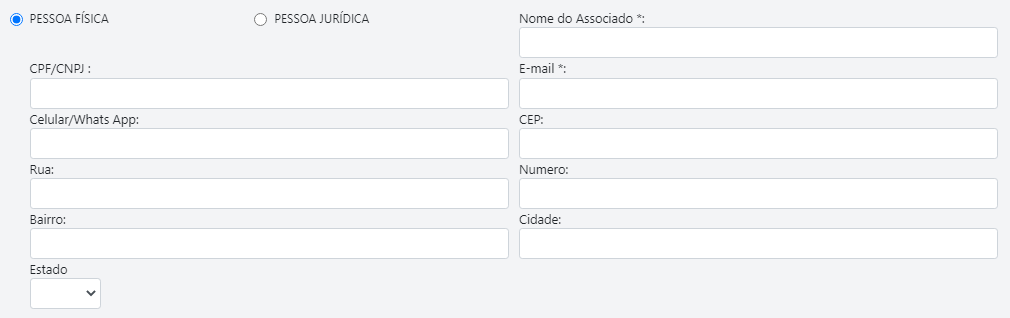 PESSOA FÍSICA
PESSOA JURÍDICA
Nome do Associado *:
CPF/CNPJ :
E-mail *:
Celular/Whats App:
CEP:
Rua:
Numero:
Bairro:
Cidade:
Estado